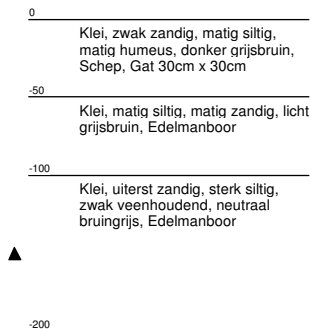 0
Klei, zwak zandig, matig siltig,
matig humeus, donker grijsbruin,
Schep, Gat 30cm x 30cm
-50
Klei, matig siltig, matig zandig, licht
grijsbruin, Edelmanboor
-100
Klei, uiterst zandig, sterk siltig,
zwak veenhoudend, neutraal
bruingrijs, Edelmanboor
-200